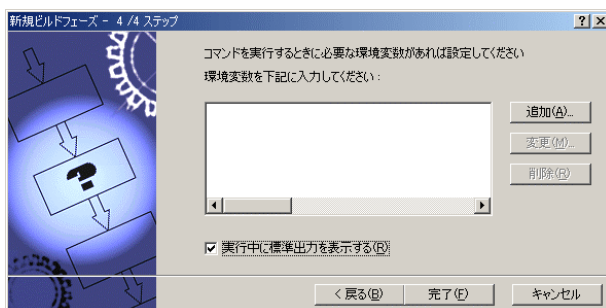 新規ビルドフェーズ - 4 /4 ステップ
コマンドを実行するときに必要な環境変数があれば設定してください
環境変数を下記に入力してください :
追加(A)...
変更(M)...
削除(R)
実行中に標準出力を表示する(R)
< 戻る(B)
完了(F)
キャンセル